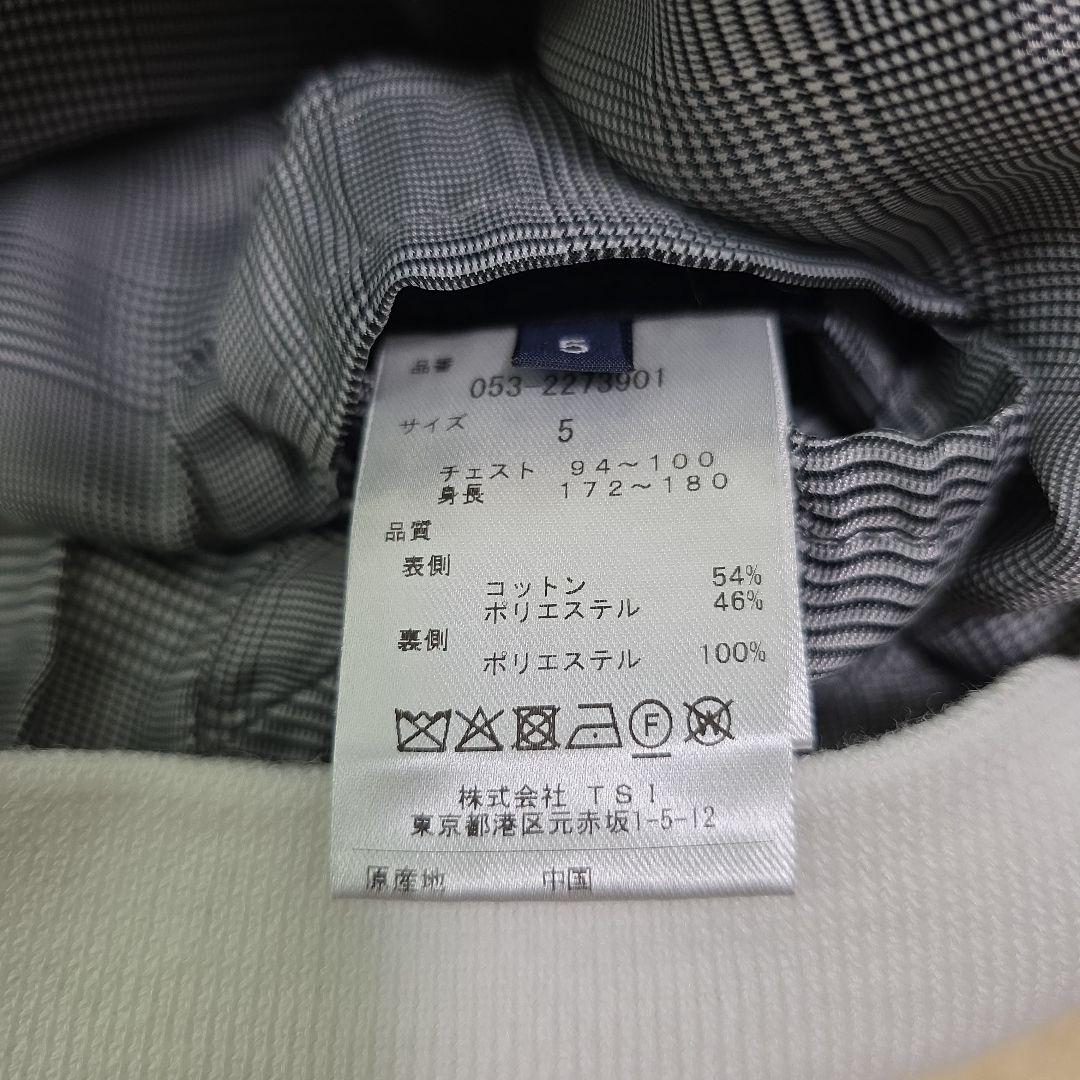 5
品番
053-2273901
サイズ 5
チェスト 94～100
身長 172～180
品質
表側
コットン 54%
ポリエステル 46%
裏側
ポリエステル 100%
F W
株式会社 TSI
東京都港区元赤坂1-5-12
原産地 中国